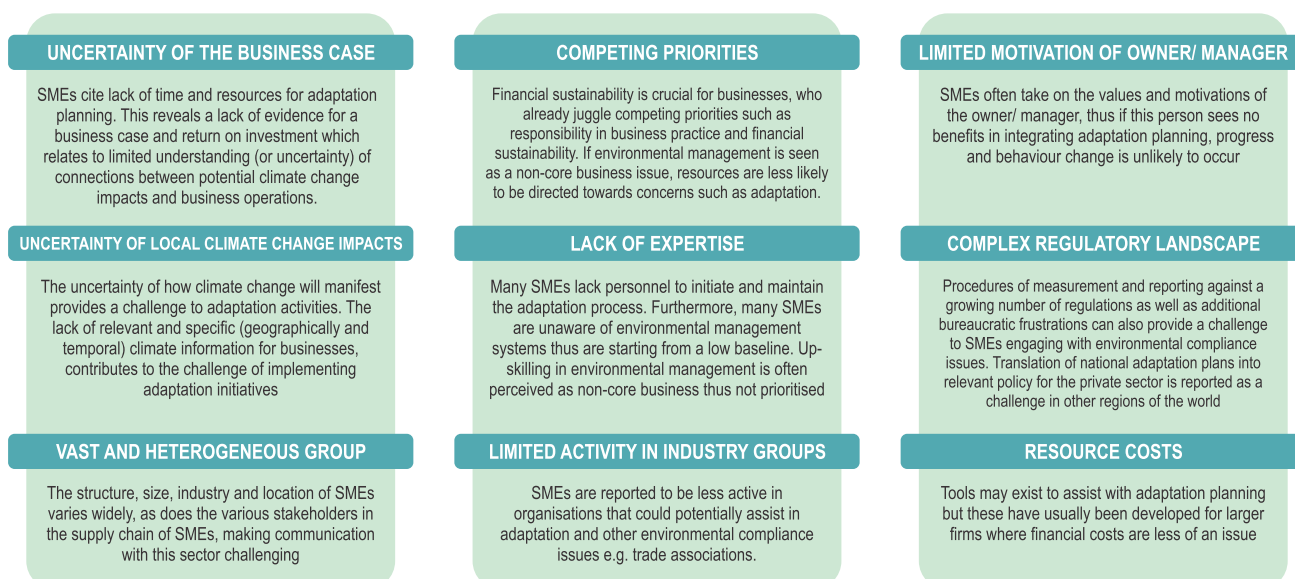 UNCERTAINTY OF THE BUSINESS CASE
SMEs cite lack of time and resources for adaptation
planning. This reveals a lack of evidence for a
business case and return on investment which
relates to limited understanding (or uncertainty) of
connections between potential climate change
impacts and business operations.
COMPETING PRIORITIES
Financial sustainability is crucial for businesses, who
already juggle competing priorities such as
responsibility in business practice and financial
sustainability. If environmental management is seen
as a non-core business issue, resources are less likely
to be directed towards concerns such as adaptation.
LIMITED MOTIVATION OF OWNER/ MANAGER
SMEs often take on the values and motivations of
the owner/ manager, thus if this person sees no
benefits in integrating adaptation planning, progress
and behaviour change is unlikely to occur
UNCERTAINTY OF LOCAL CLIMATE CHANGE IMPACTS
The uncertainty of how climate change will manifest
provides a challenge to adaptation activities. The
lack of relevant and specific (geographically and
temporal) climate information for businesses,
contributes to the challenge of implementing
adaptation initiatives
LACK OF EXPERTISE
Many SMEs lack personnel to initiate and maintain
the adaptation process. Furthermore, many SMEs
are unaware of environmental management
systems thus are starting from a low baseline. Up-
skilling in environmental management is often
perceived as non-core business thus not prioritised
COMPLEX REGULATORY LANDSCAPE
Procedures of measurement and reporting against a
growing number of regulations as well as additional
bureaucratic frustrations can also provide a challenge
to SMEs engaging with environmental compliance
issues. Translation of national adaptation plans into
relevant policy for the private sector is reported as a
challenge in other regions of the world
VAST AND HETEROGENEOUS GROUP
The structure, size, industry and location of SMEs
varies widely, as does the various stakeholders in
the supply chain of SMEs, making communication
with this sector challenging
LIMITED ACTIVITY IN INDUSTRY GROUPS
SMEs are reported to be less active in
organisations that could potentially assist in
adaptation and other environmental compliance
issues e.g. trade associations.
RESOURCE COSTS
Tools may exist to assist with adaptation planning
but these have usually been developed for larger
firms where financial costs are less of an issue